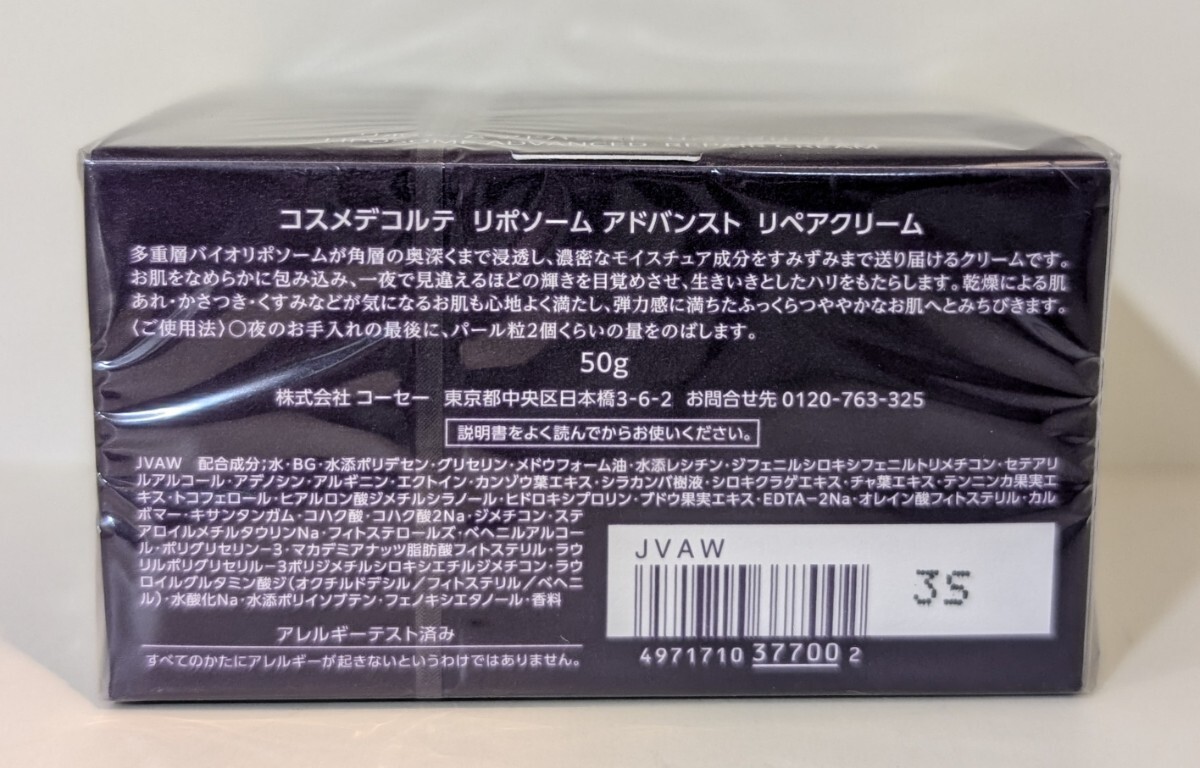 LIPOSOME ADVANCED REPAIR CREAM
コスメデコルテ リポソーム アドバンスト リペアクリーム
多重層バイオリポソームが角層の奥深くまで浸透し、濃密なモイスチュア成分をすみずみまで送り届けるクリームです。
お肌をなめらかに包み込み、一夜で見違えるほどの輝きを目覚めさせ、生きいきとしたハリをもたらします。乾燥による肌
あれ・かさつき・くすみなどが気になるお肌も心地よく満たし、弾力感に満ちたふっくらつややかなお肌へとみちびきます。
〈ご使用法〉○夜のお手入れの最後に、パール粒2個くらいの量をのばします。
50g
株式会社 コーセー 東京都中央区日本橋3-6-2 お問合せ先 0120-763-325
説明書をよく読んでからお使いください。
JVAW 配合成分;水・BG・水添ポリデセン・グリセリン・メドウフォーム油・水添レシチン・ジフェニルシロキシフェニルトリメチコン・セテアリ
ルアルコール・アデノシン・アルギニン・エクトイン・カンゾウ葉エキス・シラカンバ樹液・シロキクラゲエキス・チャ葉エキス・テンニンカ果実エ
キス・トコフェロール・ヒアルロン酸ジメチルシラノール・ヒドロキシプロリン・ブドウ果実エキス・EDTA-2Na・オレイン酸フィトステリル・カル
ボマー・キサンタンガム・コハク酸・コハク酸2Na・ジメチコン・ステ
アロイルメチルタウリンNa・フィトステロールズ・ベヘニルアルコー
ル・ポリグリセリン-3・マカデミアナッツ脂肪酸フィトステリル・ラウ
リルポリグリセリル-3ポリジメチルシロキシエチルジメチコン・ラウ
ロイルグルタミン酸ジ(オクチルドデシル/フィトステリル/ベヘニ
ル)・水酸化Na・水添ポリイソブテン・フェノキシエタノール・香料
アレルギーテスト済み
すべてのかたにアレルギーが起きないというわけではありません。
JVAW
3S
4971710 37700 2